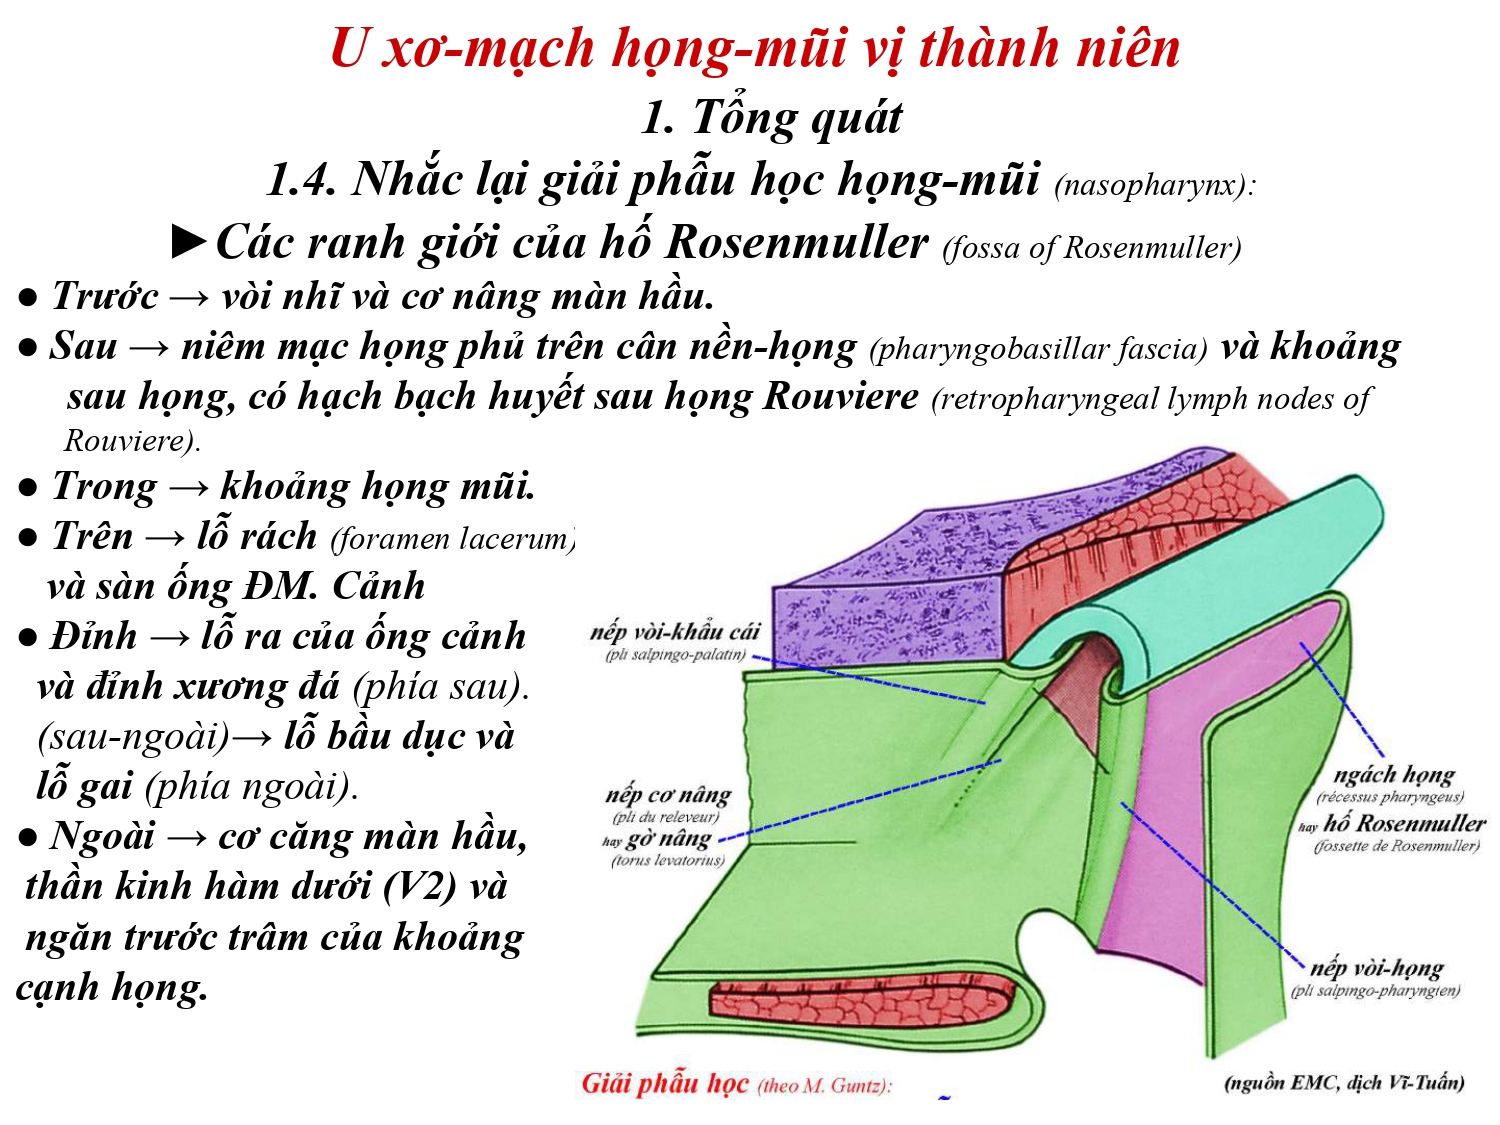 U xơ-mạch họng-mũi vị thành niên
1. Tổng quát
1.4. Nhắc lại giải phẫu học họng-mũi (nasopharynx):
►Các ranh giới của hố Rosenmuller (fossa of Rosenmuller)
● Trước → vòi nhĩ và cơ nâng màn hầu.
● Sau → niêm mạc họng phủ trên cân nền-họng (pharyngobasillar fascia) và khoảng
sau họng, có hạch bạch huyết sau họng Rouviere (retropharyngeal lymph nodes of
Rouviere).
● Trong → khoảng họng mũi.
● Trên → lỗ rách (foramen lacerum)
và sàn ống ĐM. Cảnh
● Đỉnh → lỗ ra của ống cảnh
và đỉnh xương đá (phía sau).
(sau-ngoài)→ lỗ bầu dục và
lỗ gai (phía ngoài).
● Ngoài → cơ căng màn hầu,
thần kinh hàm dưới (V2) và
ngăn trước trâm của khoảng
cạnh họng.
nếp vòi-khẩu cái
(pli salpingo-palatin)
nếp cơ nâng
(pli du releveur)
hay gờ nâng
(torus levatorius)
ngách họng
(récessus pharyngeus)
hay hố Rosenmuller
(fossette de Rosenmuller)
nếp vòi-họng
(pli salpingo-pharyngien)
Giải phẫu học (theo M. Guntz):
(nguồn EMC, dịch Vĩ-Tuấn)